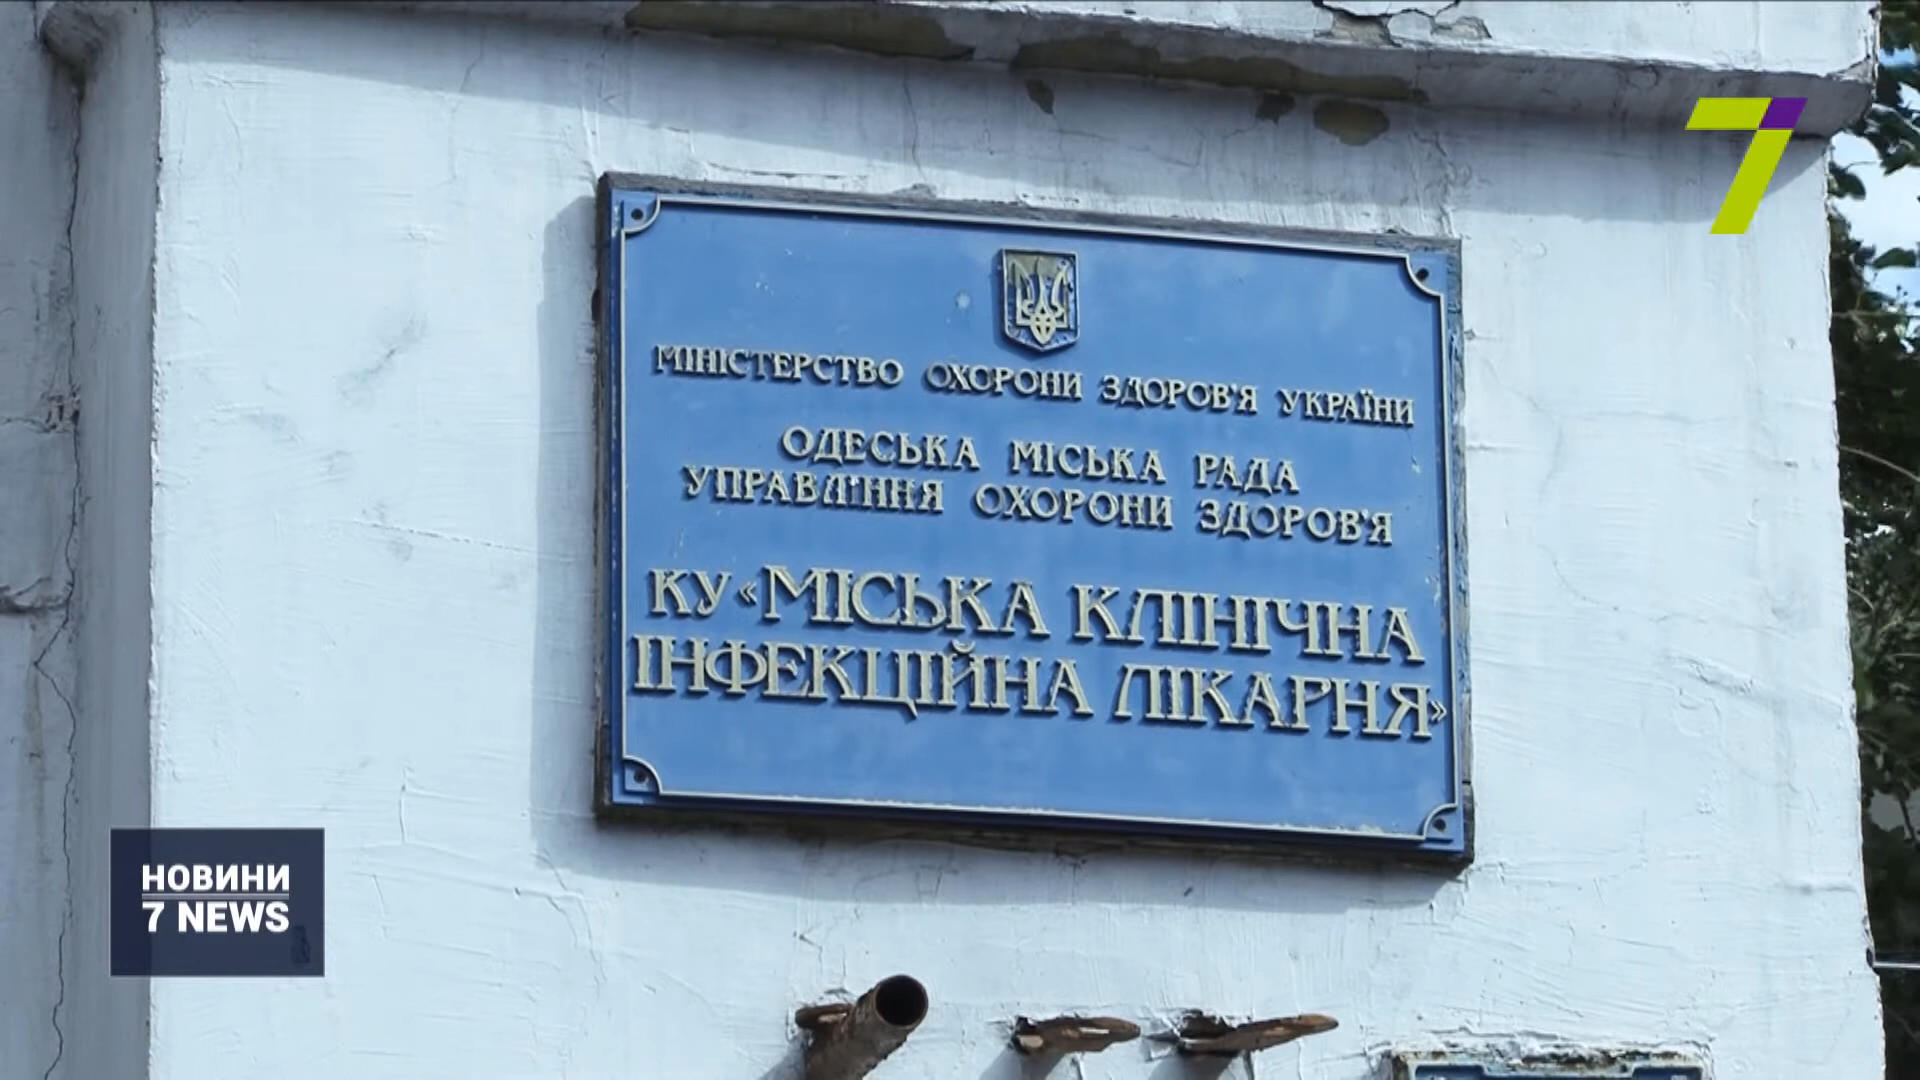 7
МІНІСТЕРСТВО ОХОРОНИ ЗДОРОВ'Я УКРАЇНИ
ОДЕСЬКА МІСЬКА РАДА
УПРАВЛІННЯ ОХОРОНИ ЗДОРОВ'Я
КУ «МІСЬКА КЛІНІЧНА
ІНФЕКЦІЙНА ЛІКАРНЯ»
НОВИНИ
7 NEWS